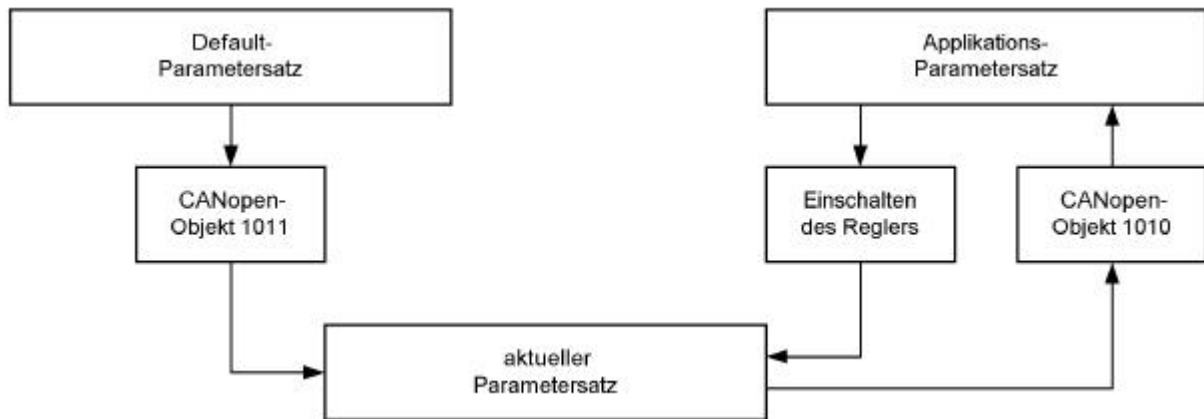 Default-
Parametersatz
Applikations-
Parametersatz
CANopen-
Objekt 1011
Einschalten
des Reglers
CANopen-
Objekt 1010
aktueller
Parametersatz